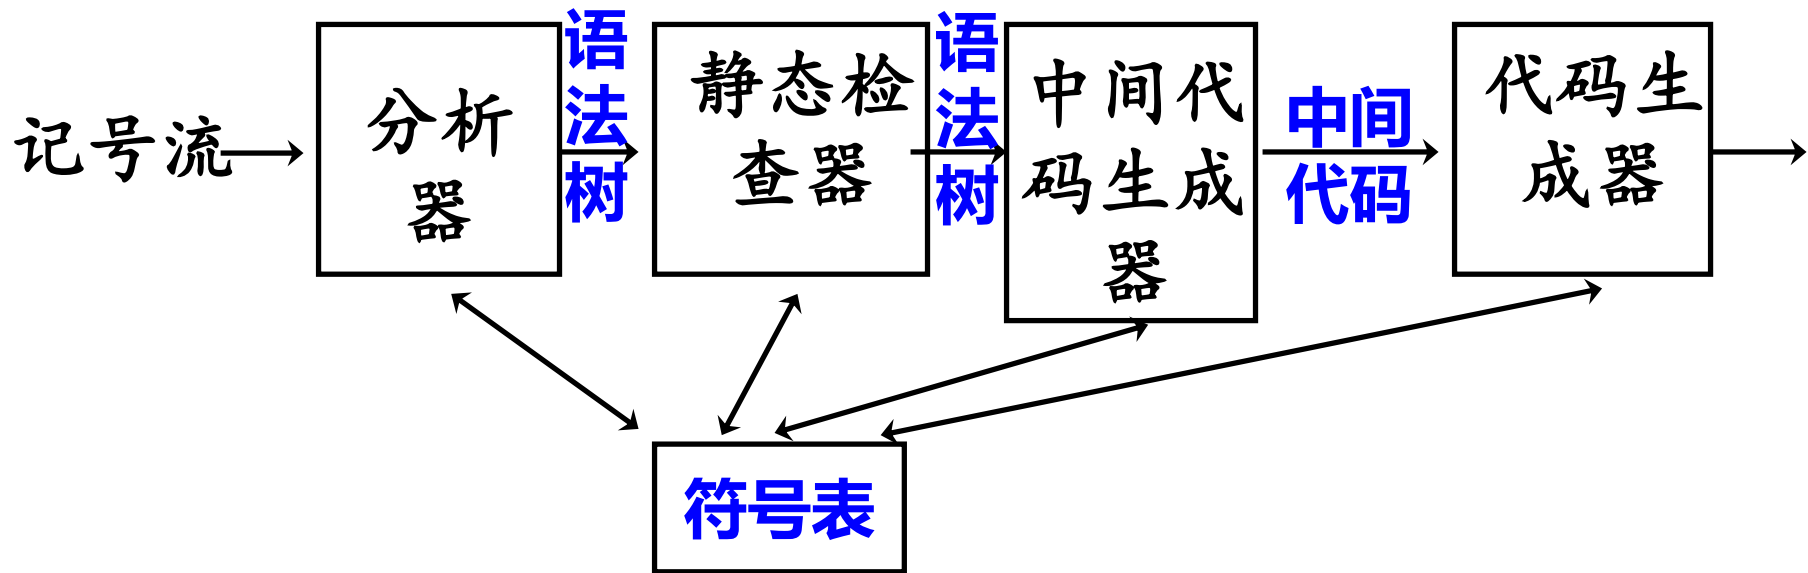 记号流
分析
器
语
法
树
静态检
查器
语
法
树
中间代
码生成
器
中间
代码
代码生
成器
符号表